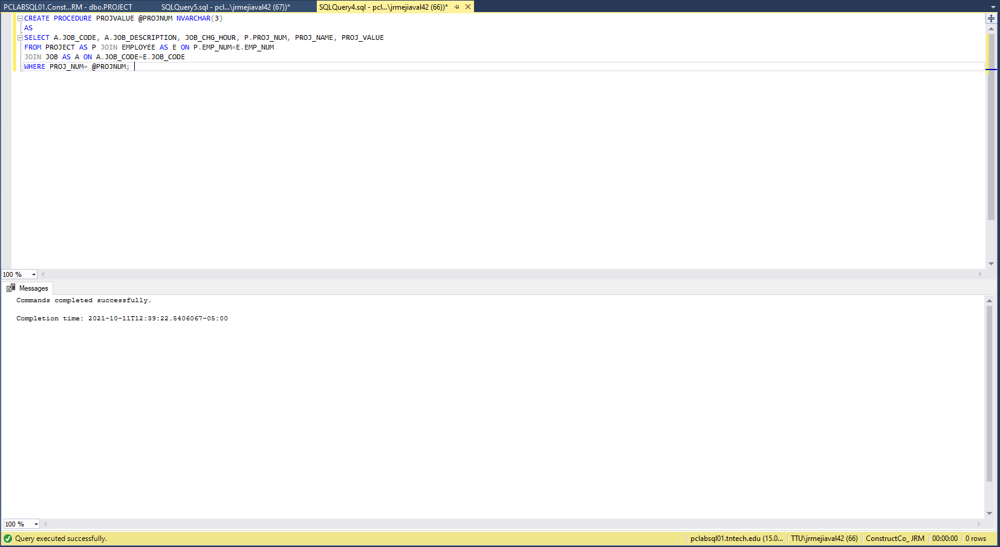 PCLABSQL01.Const...RM - dbo.PROJECT SQLQuery5.sql - pcl...\jrmejiaval42 (67))* SQLQuery4.sql - pcl...\jrmejiaval42 (66))*
CREATE PROCEDURE PROJVALUE @PROJNUM NVARCHAR(3)
AS
SELECT A.JOB_CODE, A.JOB_DESCRIPTION, JOB_CHG_HOUR, P.PROJ_NUM, PROJ_NAME, PROJ_VALUE
FROM PROJECT AS P JOIN EMPLOYEE AS E ON P.EMP_NUM=E.EMP_NUM
JOIN JOB AS A ON A.JOB_CODE=E.JOB_CODE
WHERE PROJ_NUM= @PROJNUM;
100 %
Messages
Commands completed successfully.
Completion time: 2021-10-11T12:39:22.5406067-05:00
100 %
Query executed successfully. pclabsql01.tntech.edu (15.0... TTU\jrmejiaval42 (66) ConstructCo_JRM 00:00:00 0 rows